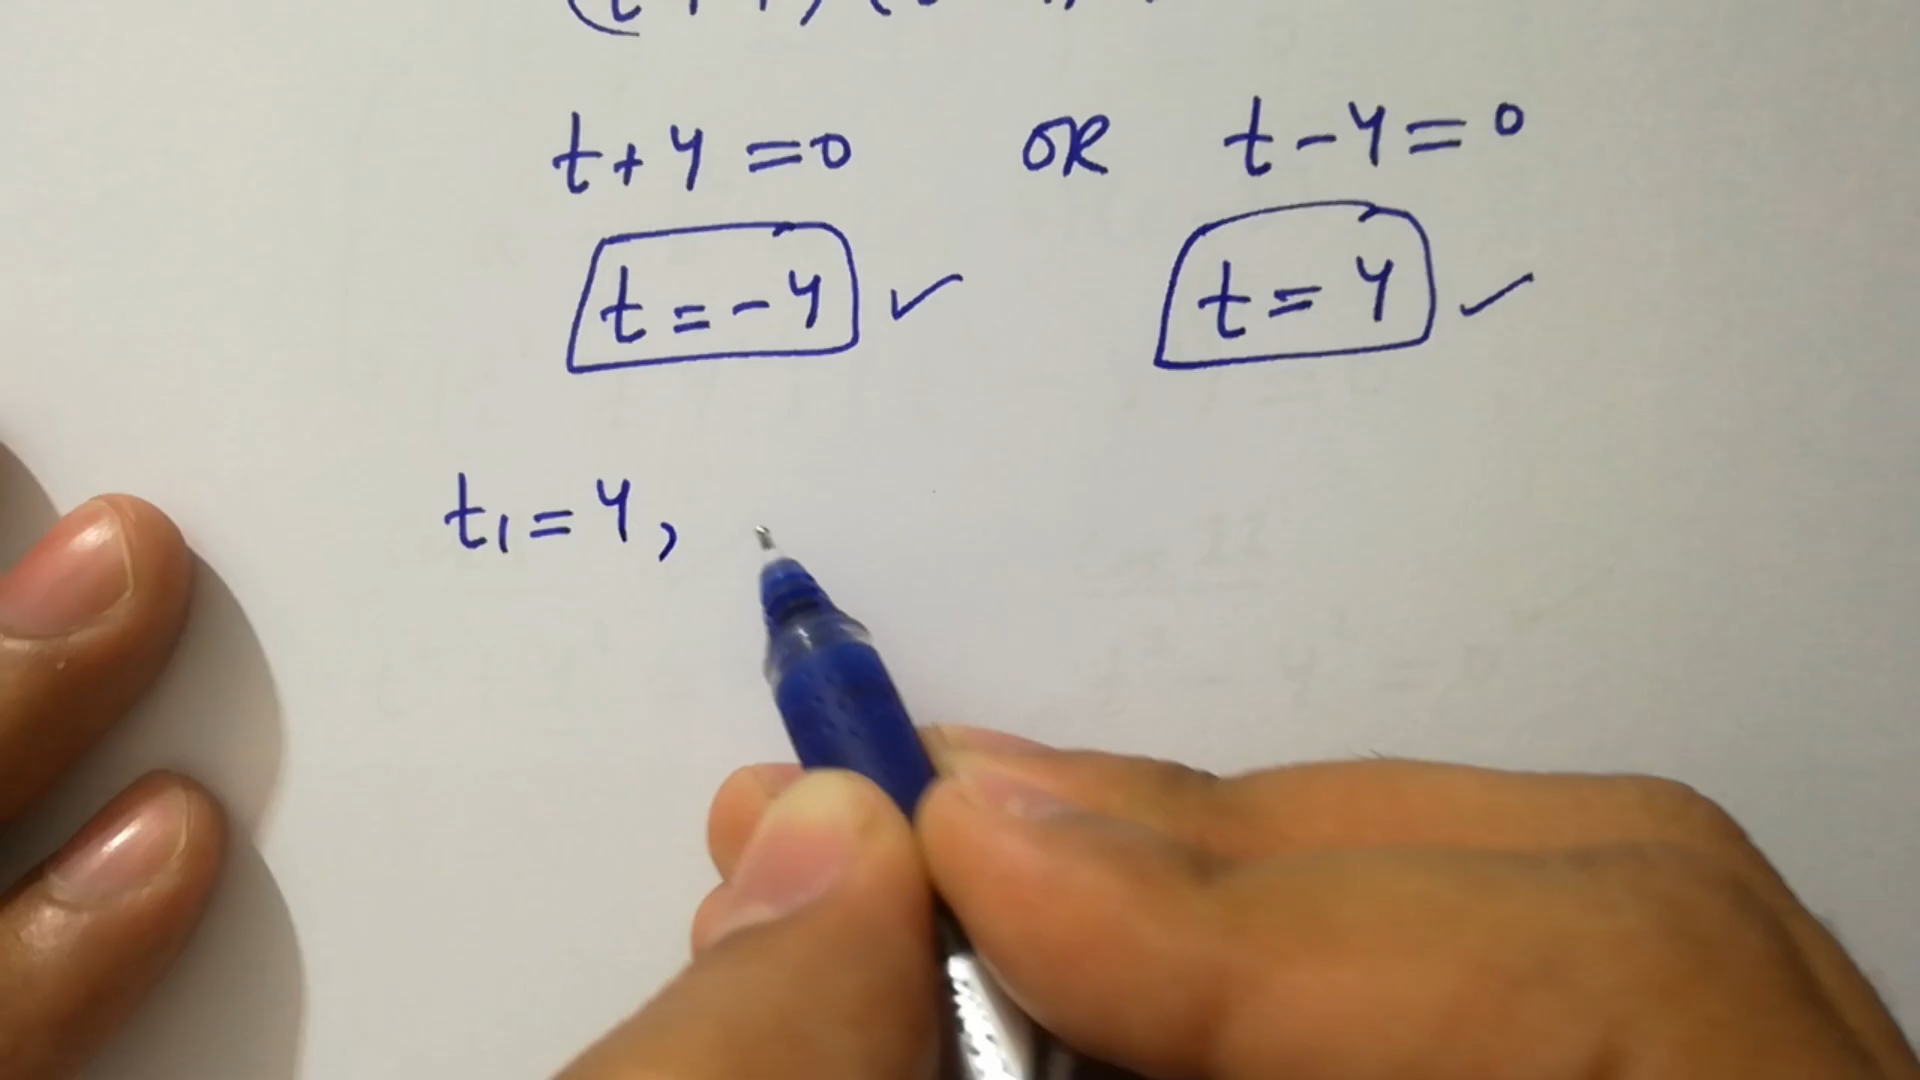 t+4=0 OR t-4=0
t=-4 ✓ t=4 ✓
t₁=4,